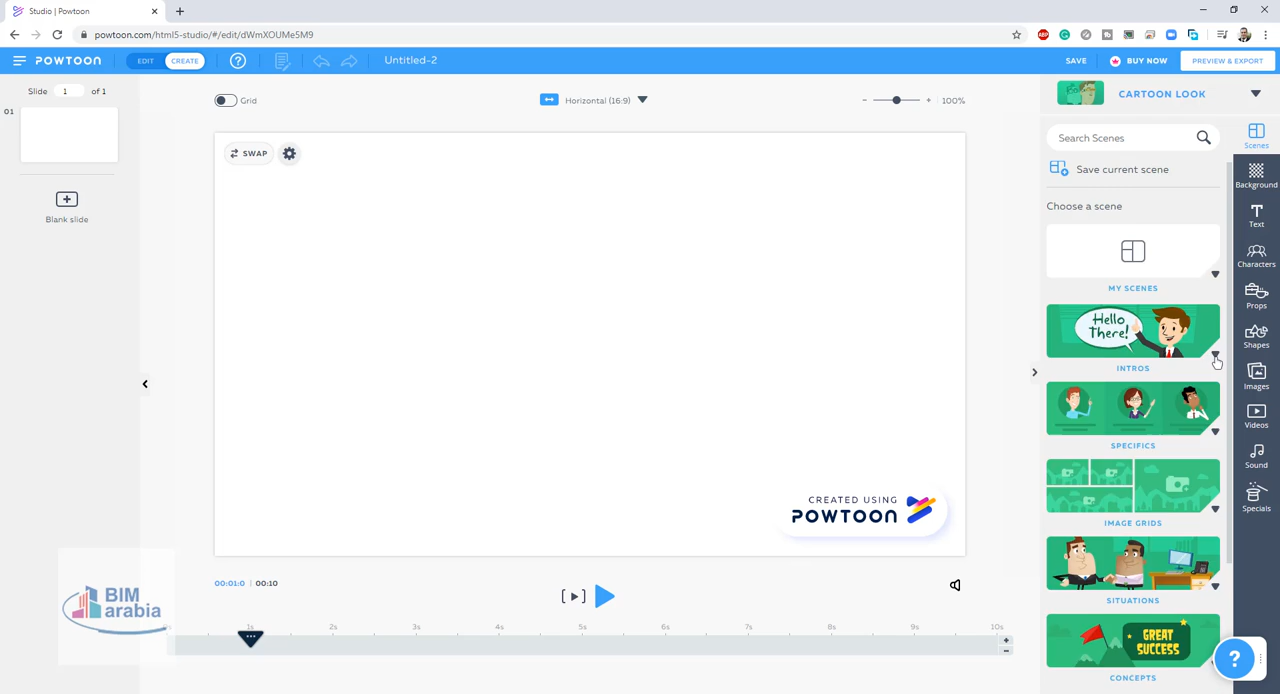 Studio | Powtoon
powtoon.com/html5-studio/#/edit/dWmXOUMe5M9
POWTOON
EDIT
CREATE
Untitled-2
SAVE
BUY NOW
PREVIEW & EXPORT
Slide 1 of 1
01
Blank slide
Grid
Horizontal (16:9)
- + 100%
SWAP
CREATED USING
POWTOON
00:01:0 | 00:10
1s 2s 3s 4s 5s 6s 7s 8s 9s 10s
BIM
arabia
CARTOON LOOK
Search Scenes
Save current scene
Choose a scene
MY SCENES
Hello
There!
INTROS
SPECIFICS
IMAGE GRIDS
SITUATIONS
GREAT
SUCCESS
CONCEPTS
Scenes
Background
Text
Characters
Props
Shapes
Images
Videos
Sound
Specials